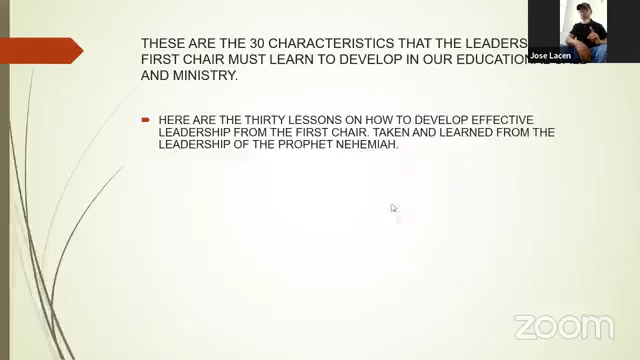 THESE ARE THE 30 CHARACTERISTICS THAT THE LEADERS
FIRST CHAIR MUST LEARN TO DEVELOP IN OUR EDUCATIONAL
AND MINISTRY.
HERE ARE THE THIRTY LESSONS ON HOW TO DEVELOP EFFECTIVE
LEADERSHIP FROM THE FIRST CHAIR. TAKEN AND LEARNED FROM THE
LEADERSHIP OF THE PROPHET NEHEMIAH.
Jose Lacen
zoom